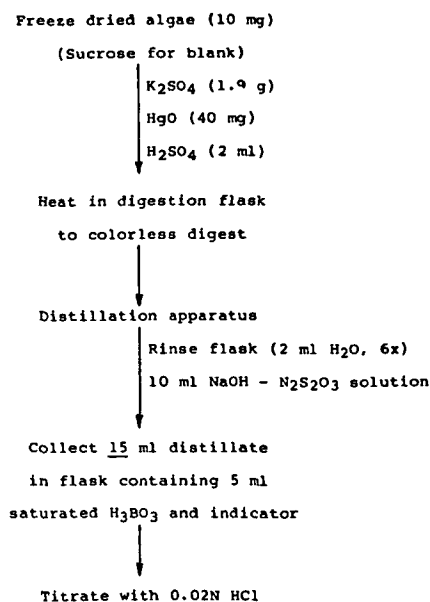 Freeze dried algae (10 mg)
(Sucrose for blank)
K2SO4 (1.9 g)
HgO (40 mg)
H2SO4 (2 ml)
Heat in digestion flask
to colorless digest
Distillation apparatus
Rinse flask (2 ml H2O, 6x)
10 ml NaOH - N2S2O3 solution
Collect 15 ml distillate
in flask containing 5 ml
saturated H3BO3 and indicator
Titrate with 0.02N HCl